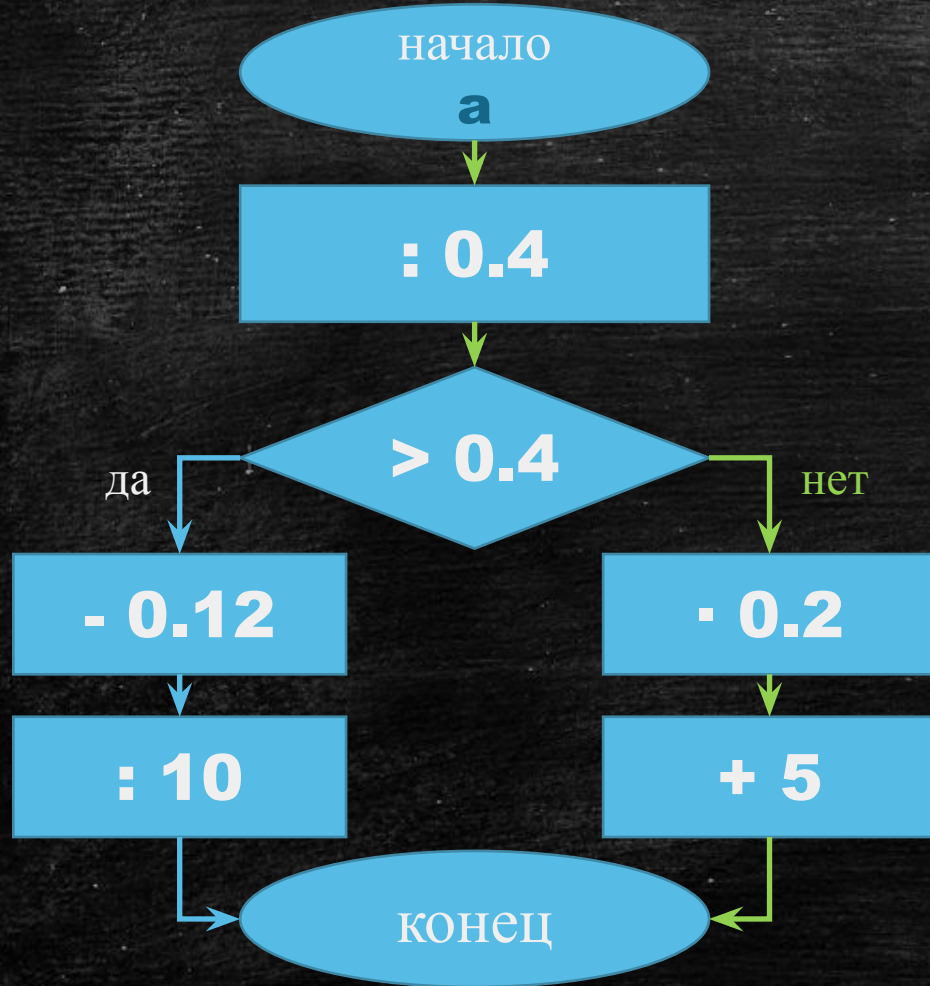 начало
а
: 0.4
> 0.4
да
нет
- 0.12
· 0.2
: 10
+ 5
конец